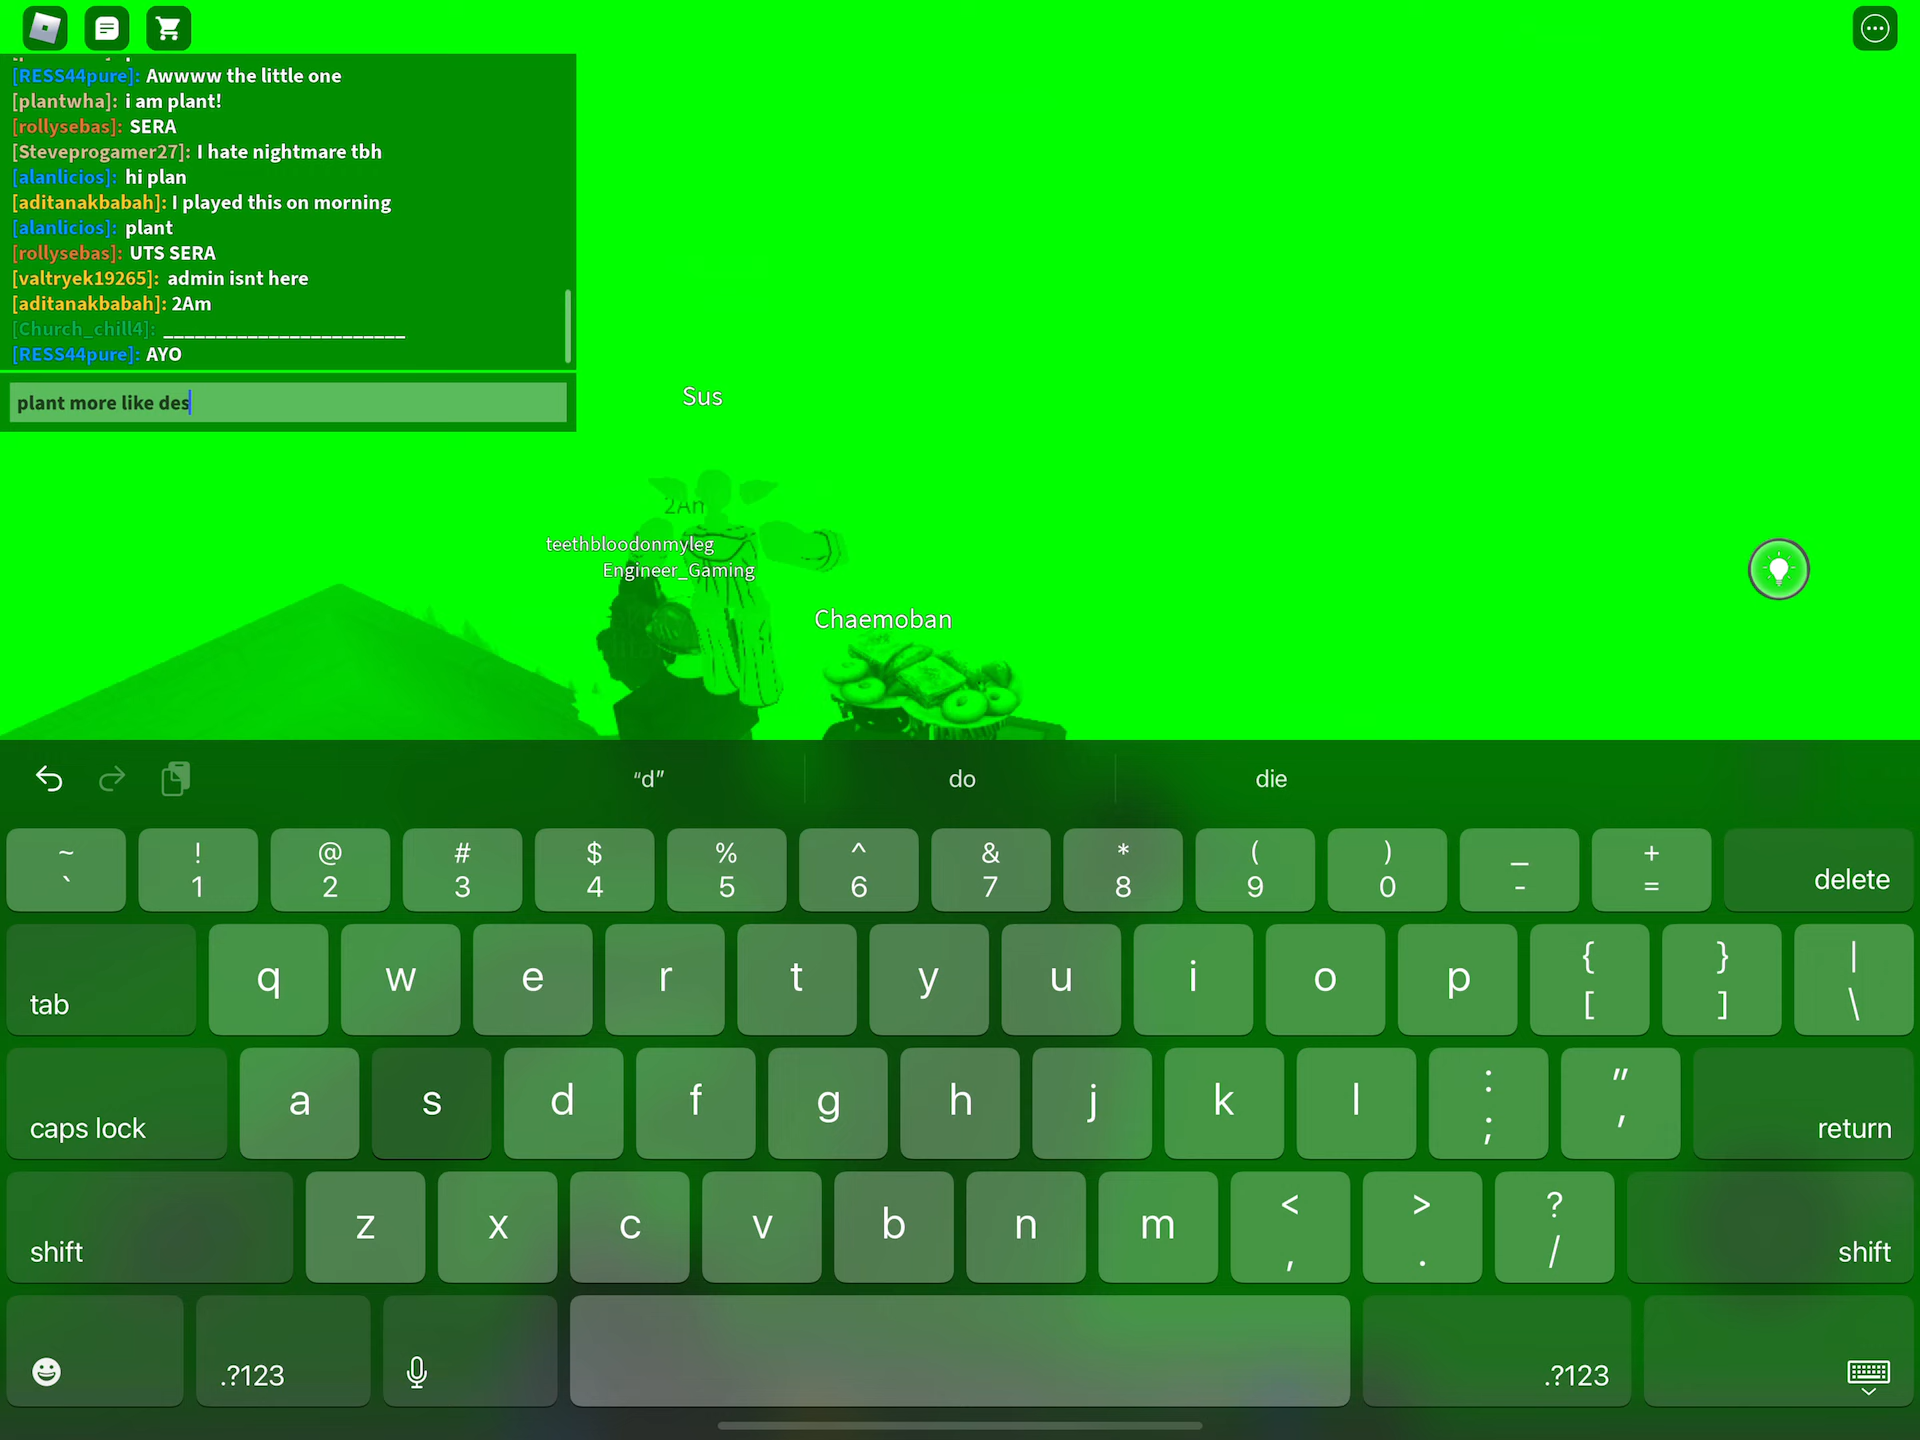 [RESS44pure]: Awwww the little one
[plantwha]: i am plant!
[rollysebas]: SERA
[Steveprogamer27]: I hate nightmare tbh
[alanlicios]: hi plan
[aditanakbabah]: I played this on morning
[alanlicios]: plant
[rollysebas]: UTS SERA
[valtryek19265]: admin isnt here
[aditanakbabah]: 2Am
[Church_chill4]: _______________________
[RESS44pure]: AYO
plant more like des
Sus
2Am
teethbloodonmyleg
Engineer_Gaming
Chaemoban
“d” do die
~ ! @ # $ % ^ & * ( ) _ +
` 1 2 3 4 5 6 7 8 9 0 - = delete
tab q w e r t y u i o p { [ } ] | \
caps lock a s d f g h j k l : ; " ' return
shift z x c v b n m < , > . ? / shift
.?123 .?123